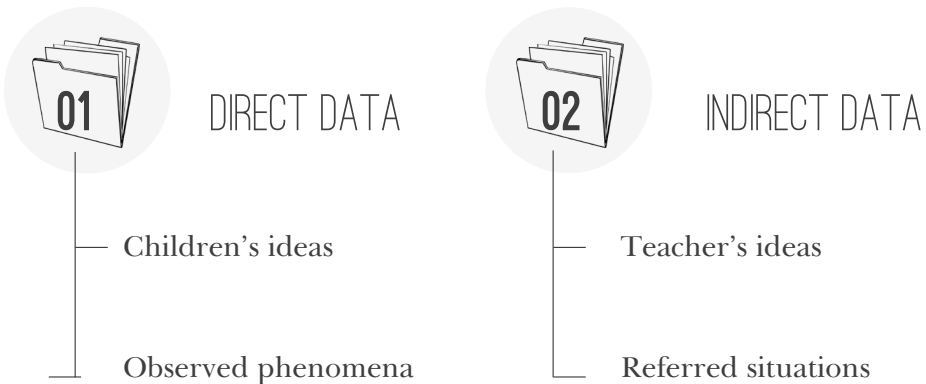 01
DIRECT DATA
Children’s ideas
Observed phenomena
02
INDIRECT DATA
Teacher’s ideas
Referred situations